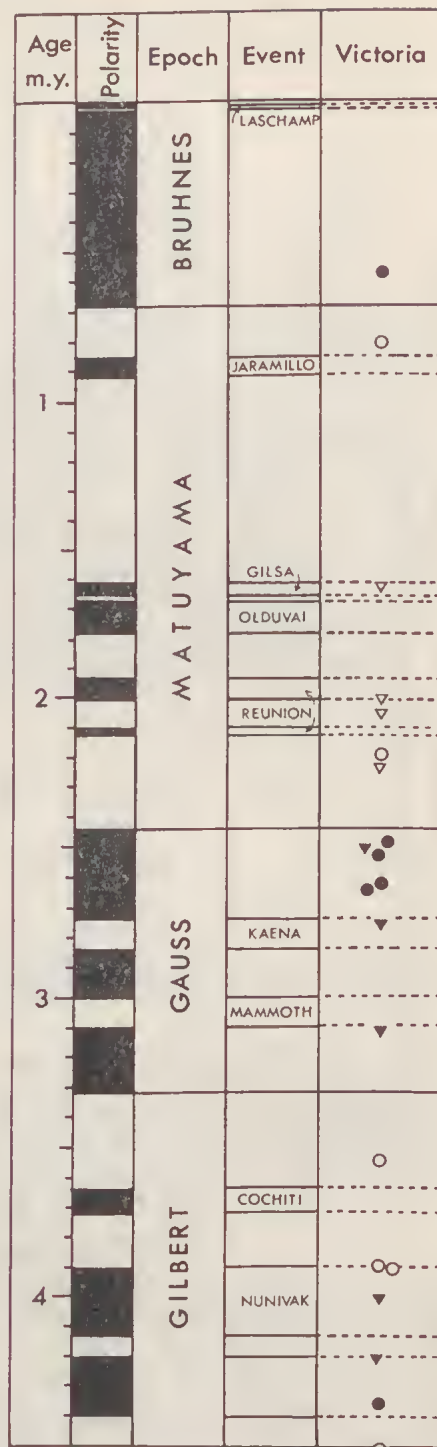 Age
m.y.
Polarity
Epoch
Event
Victoria
BRUHNES
LASCHAMP
JARAMILLO
1
MATUYAMA
GILSA
OLDUVAI
2
REUNION
GAUSS
KAENA
3
MAMMOTH
GILBERT
COCHITI
4
NUNIVAK